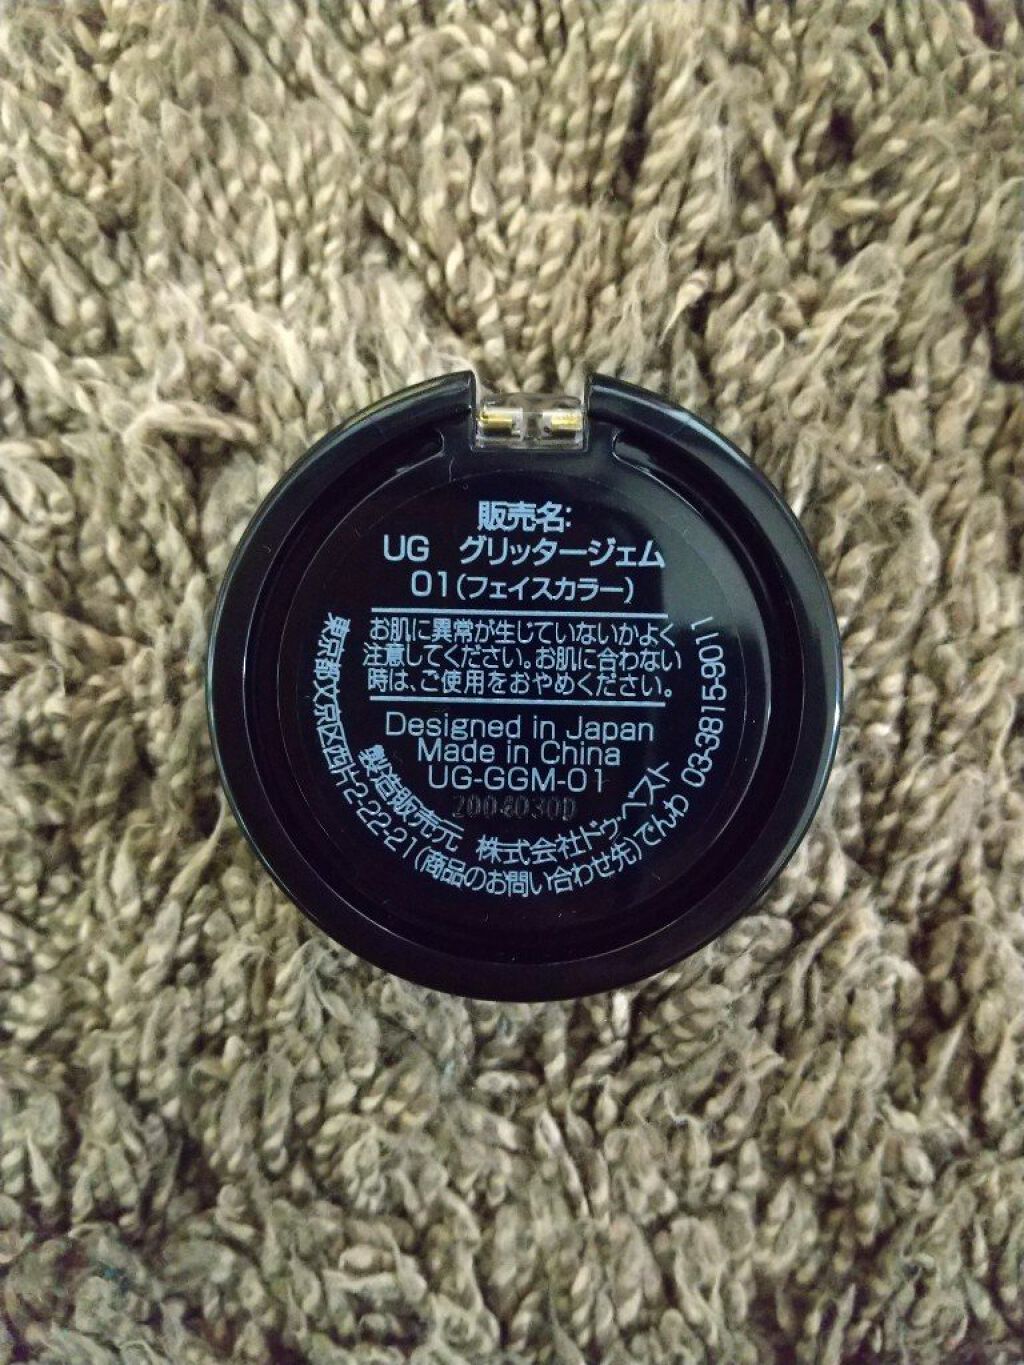 販売名:
UG グリッタージェム
01(フェイスカラー)
お肌に異常が生じていないかよく
注意してください。お肌に合わない
時は、ご使用をおやめください。
Designed in Japan
Made in China
UG-GGM-01
製造販売元 株式会社ドゥ・ベスト
東京都文京区西片2-22-21(商品のお問い合わせ先)でんわ 03-3815-9011